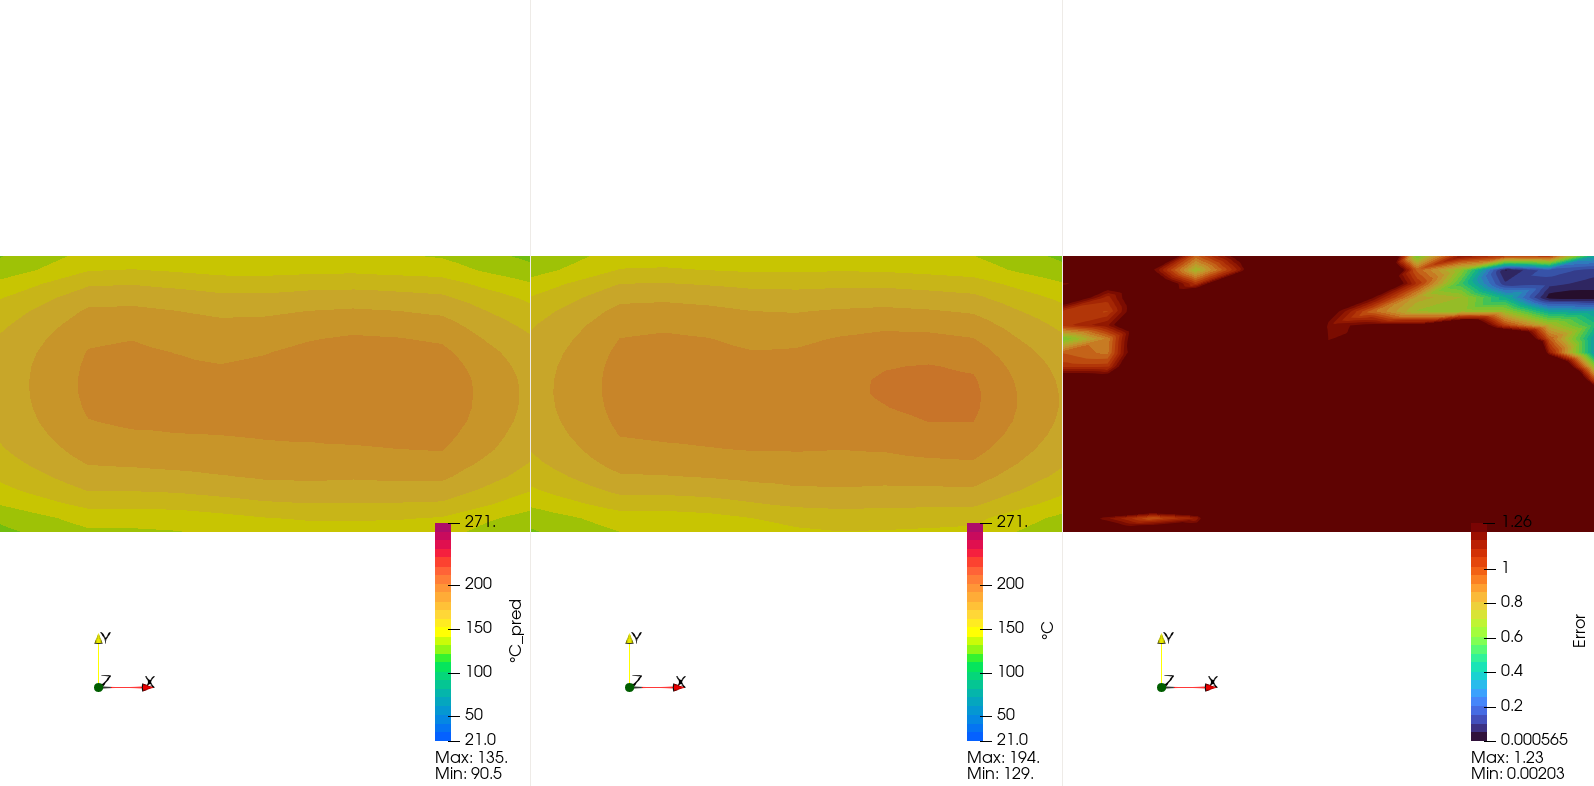 271.
200
150
100
50
21.0
°C_pred
Max: 135.
Min: 90.5
Y
Z
X
271.
200
150
100
50
21.0
°C
Max: 194.
Min: 129.
Y
Z
X
1.26
1
0.8
0.6
0.4
0.2
0.000565
Error
Max: 1.23
Min: 0.00203
Y
Z
X